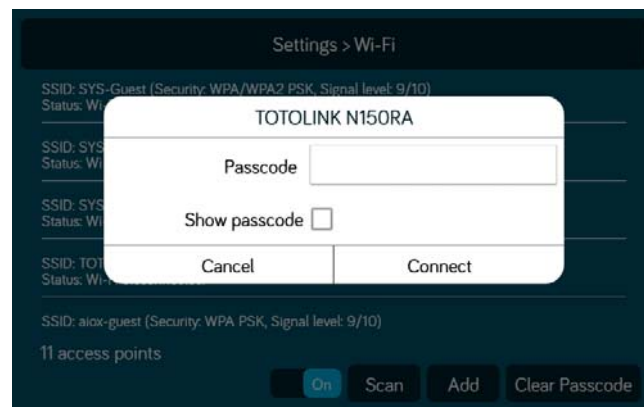 Settings > Wi-Fi
SSID: SYS-Guest (Security: WPA/WPA2 PSK, Signal level: 9/10)
Status: Wi-
TOTOLINK N150RA
SSID: SYS
Status: Wi
Passcode
SSID: SYS
Status: Wi
Show passcode
SSID: TOT
Status: Wi-
Cancel
Connect
SSID: aiox-guest (Security: WPA PSK, Signal level: 9/10)
11 access points
On
Scan
Add
Clear Passcode